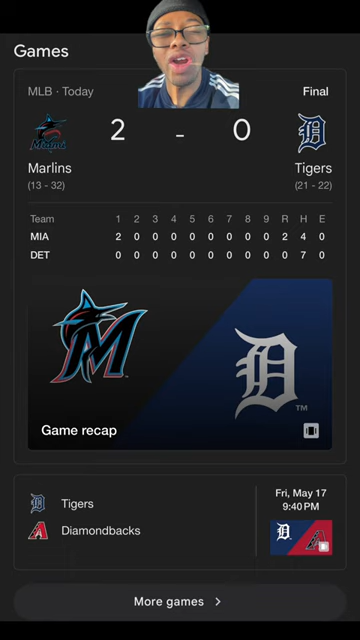 Games
MLB · Today
Final
Miami
2 - 0
D
Marlins
Tigers
(13 - 32)
(21 - 22)
Team 1 2 3 4 5 6 7 8 9 R H E
MIA 2 0 0 0 0 0 0 0 0 2 4 0
DET 0 0 0 0 0 0 0 0 0 0 7 0
M
D
TM
Game recap
Fri, May 17
D Tigers
9:40 PM
A Diamondbacks
D
A
More games >